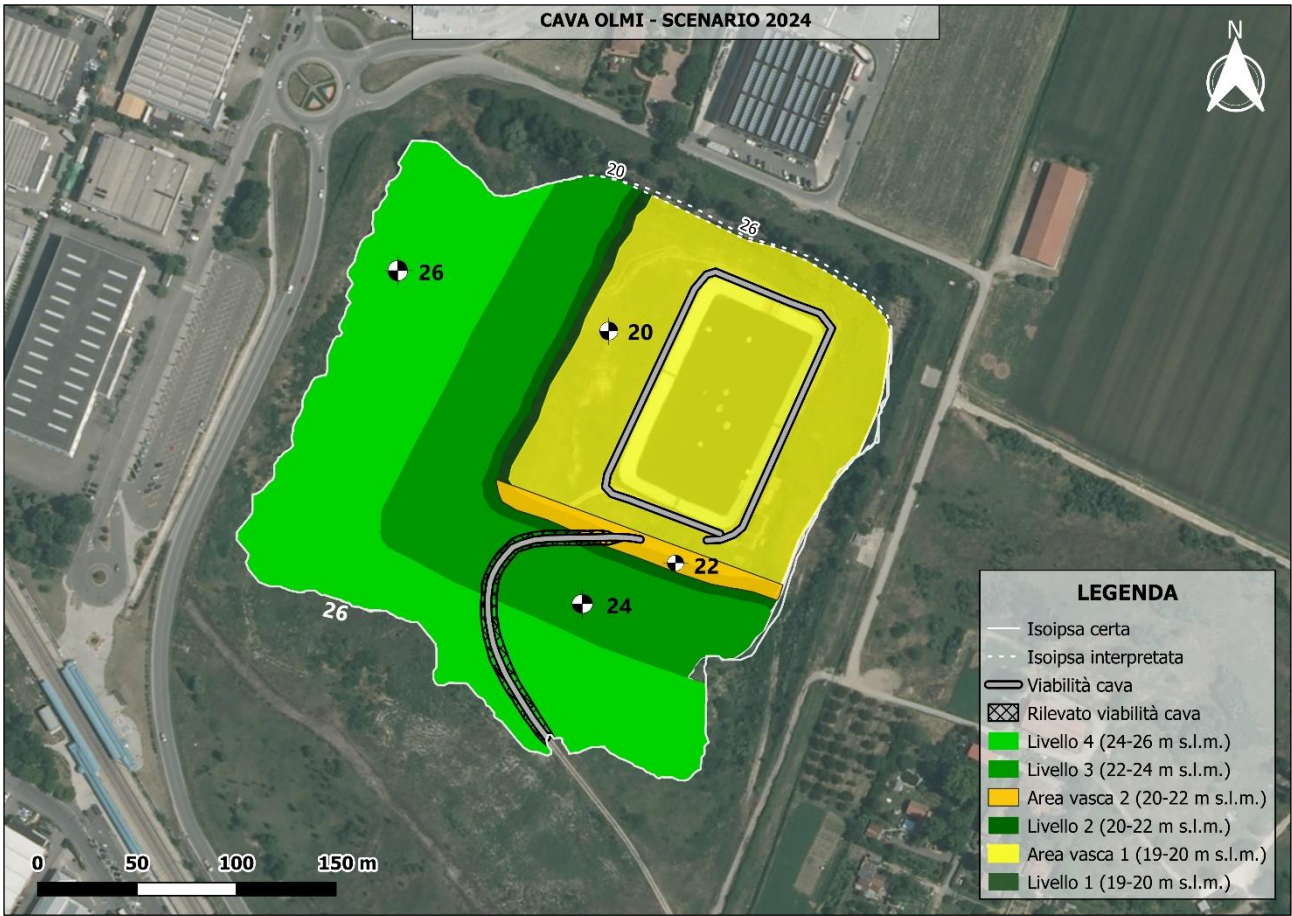 CAVA OLMI - SCENARIO 2024
N
20
26
26
20
22
24
26
LEGENDA
Isoipsa certa
Isoipsa interpretata
Viabilità cava
Rilevato viabilità cava
Livello 4 (24-26 m s.l.m.)
Livello 3 (22-24 m s.l.m.)
Area vasca 2 (20-22 m s.l.m.)
Livello 2 (20-22 m s.l.m.)
Area vasca 1 (19-20 m s.l.m.)
Livello 1 (19-20 m s.l.m.)
0 50 100 150 m